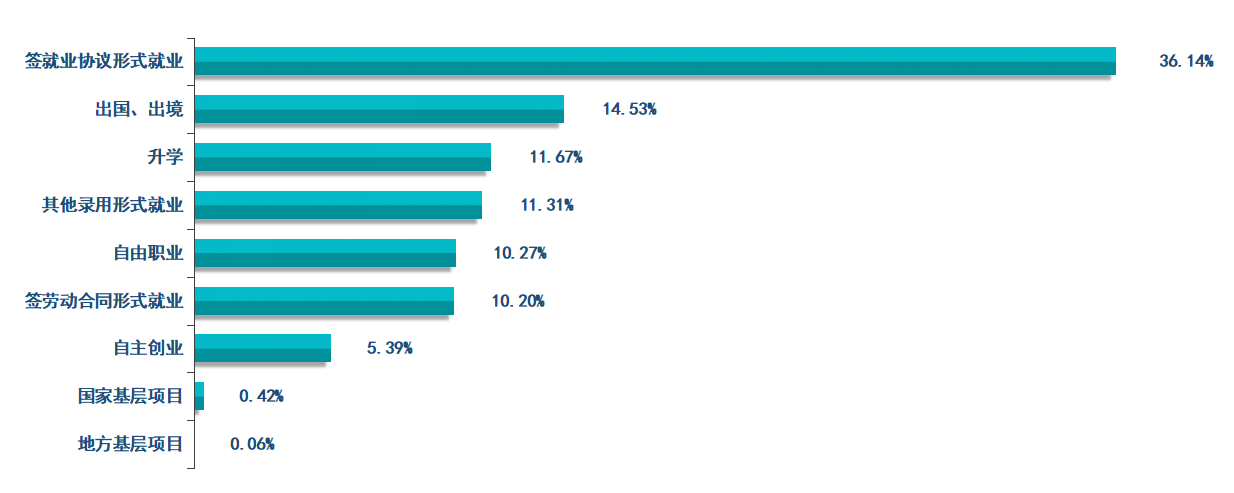 签就业协议形式就业 36.14%
出国、出境 14.53%
升学 11.67%
其他录用形式就业 11.31%
自由职业 10.27%
签劳动合同形式就业 10.20%
自主创业 5.39%
国家基层项目 0.42%
地方基层项目 0.06%